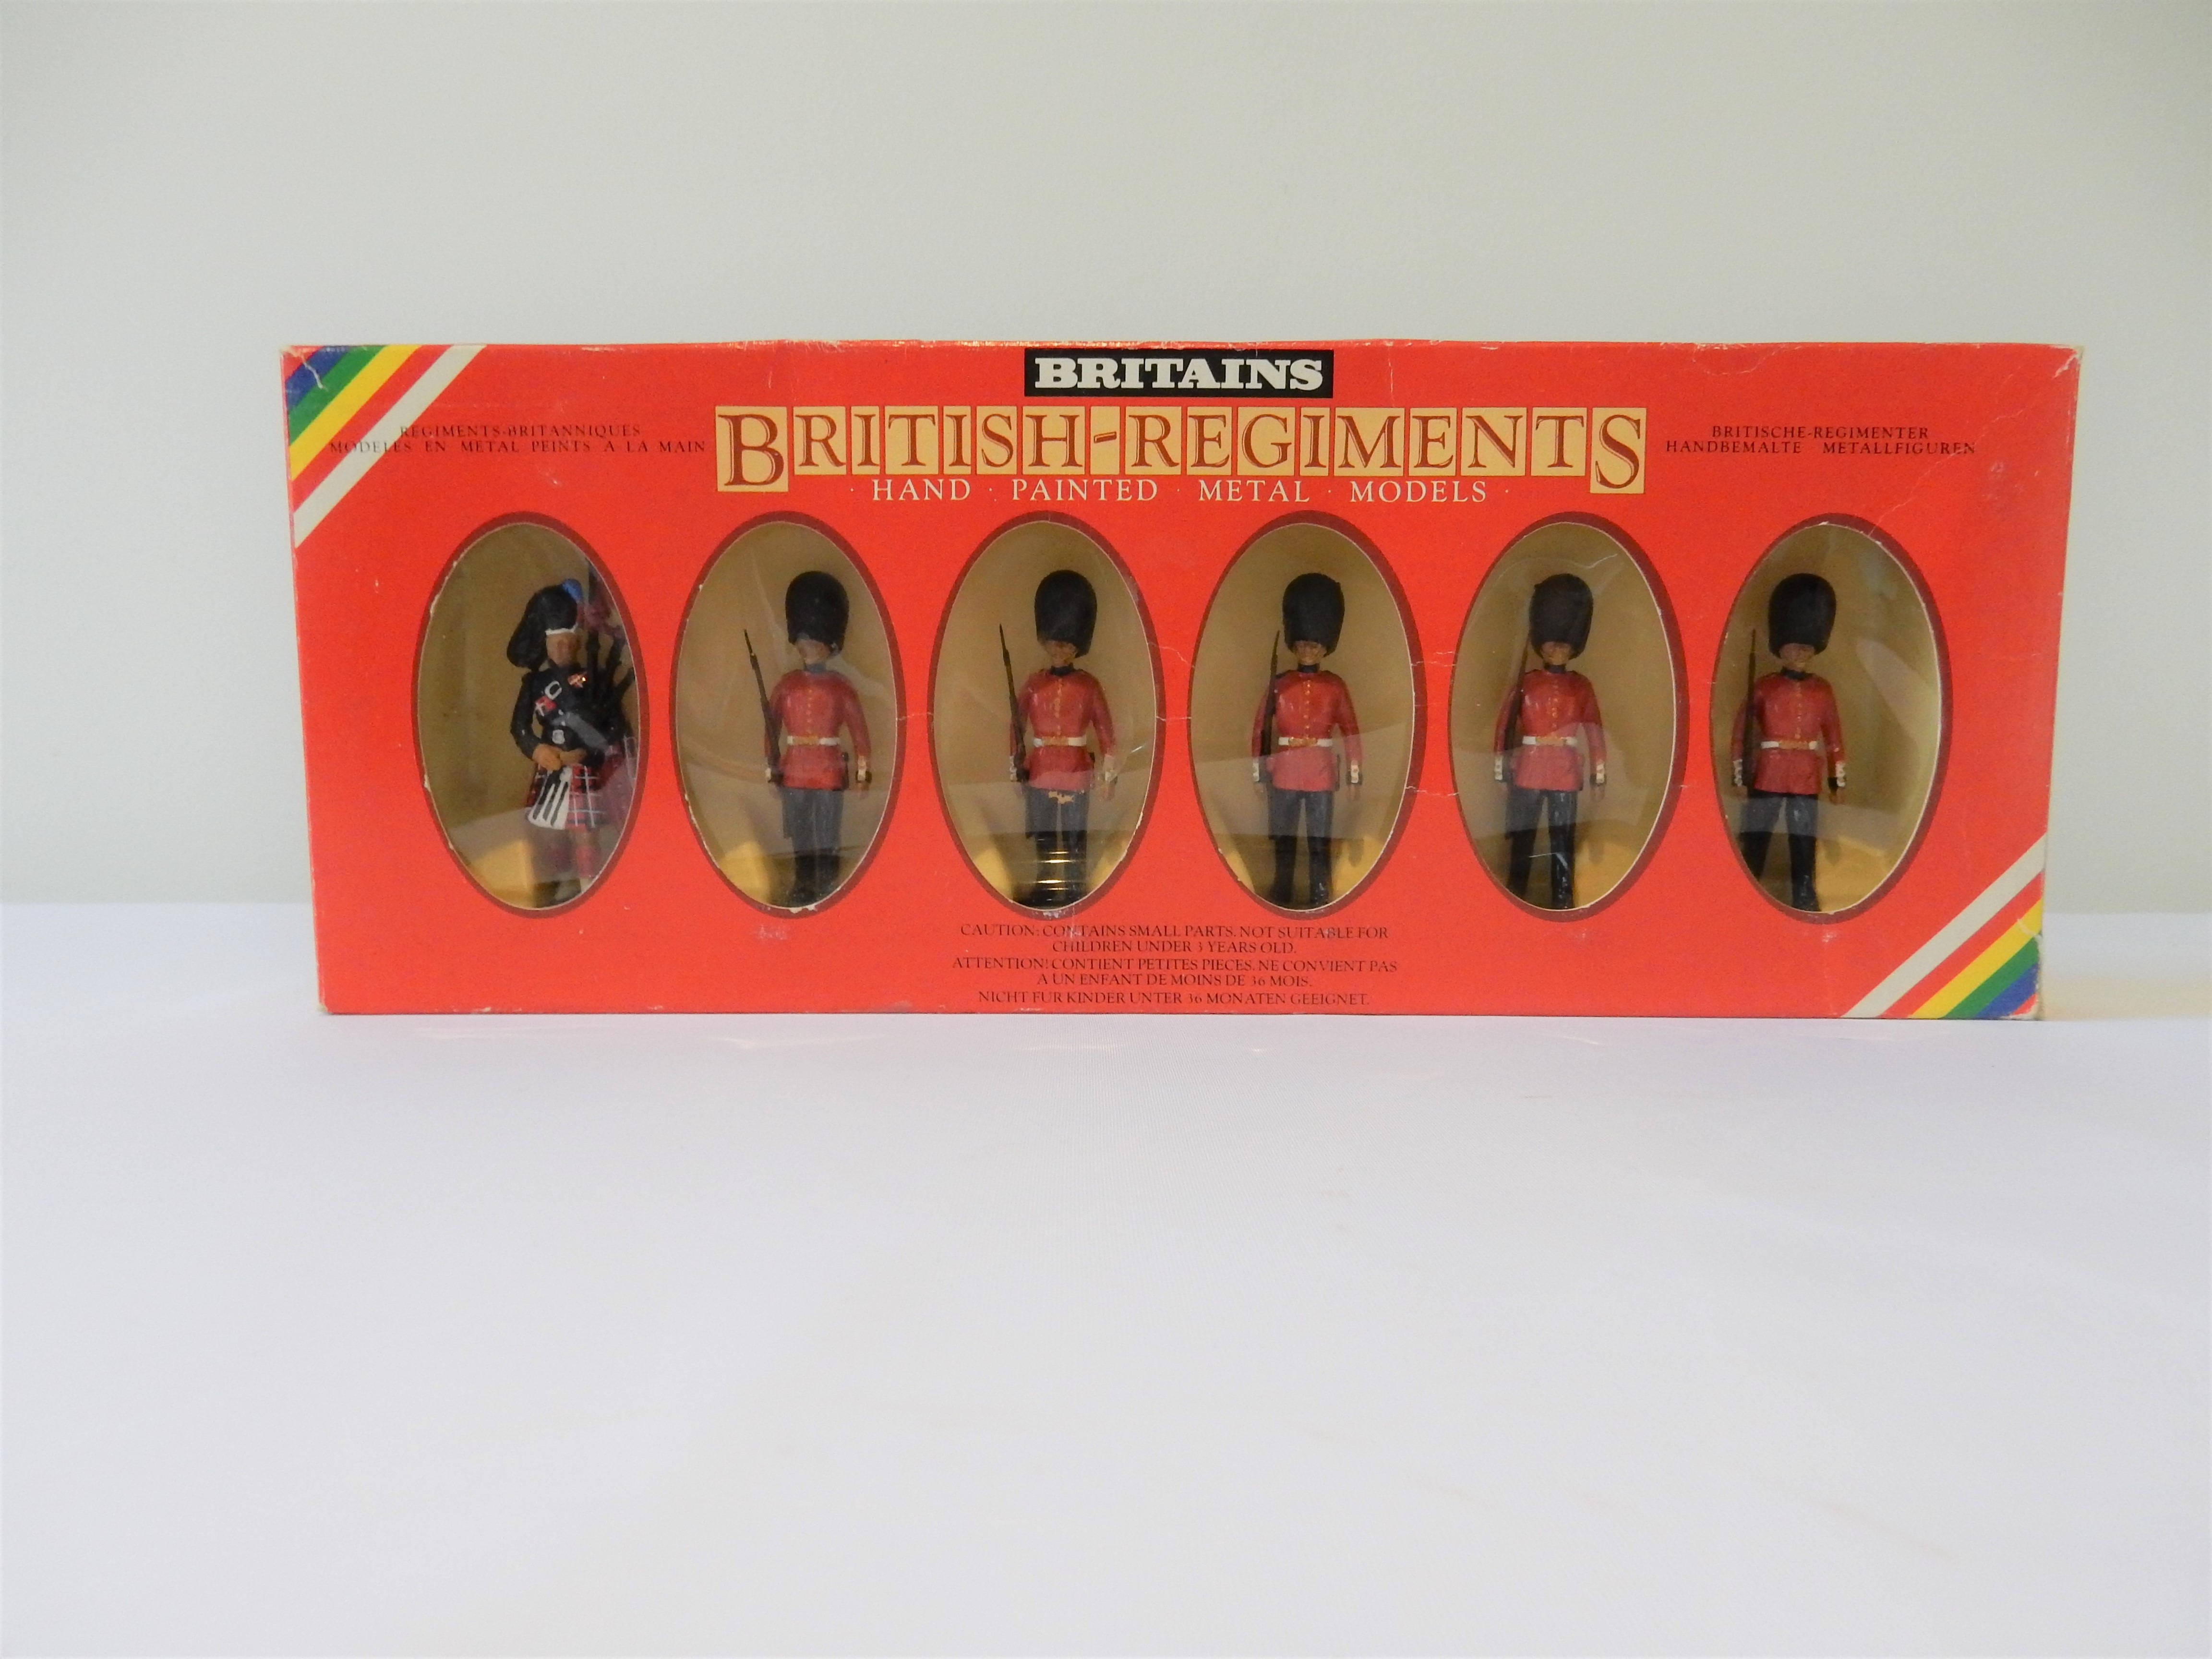 BRITAINS
BRITISH-REGIMENTS
· HAND · PAINTED · METAL · MODELS ·
REGIMENTS-BRITANNIQUES
MODELES EN METAL PEINTS A LA MAIN
BRITISCHE-REGIMENTER
HANDBEMALTE METALLFIGUREN
CAUTION: CONTAINS SMALL PARTS. NOT SUITABLE FOR
CHILDREN UNDER 3 YEARS OLD.
ATTENTION! CONTIENT PETITES PIECES. NE CONVIENT PAS
A UN ENFANT DE MOINS DE 36 MOIS.
NICHT FUR KINDER UNTER 36 MONATEN GEEIGNET.